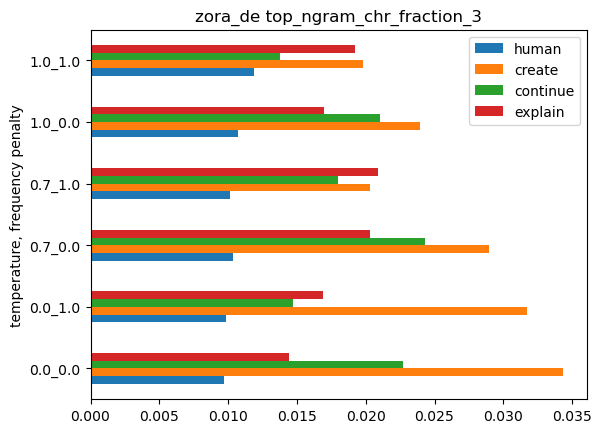 zora_de top_ngram_chr_fraction_3
human
create
continue
explain
temperature, frequency penalty
1.0_1.0
1.0_0.0
0.7_1.0
0.7_0.0
0.0_1.0
0.0_0.0
0.000 0.005 0.010 0.015 0.020 0.025 0.030 0.035